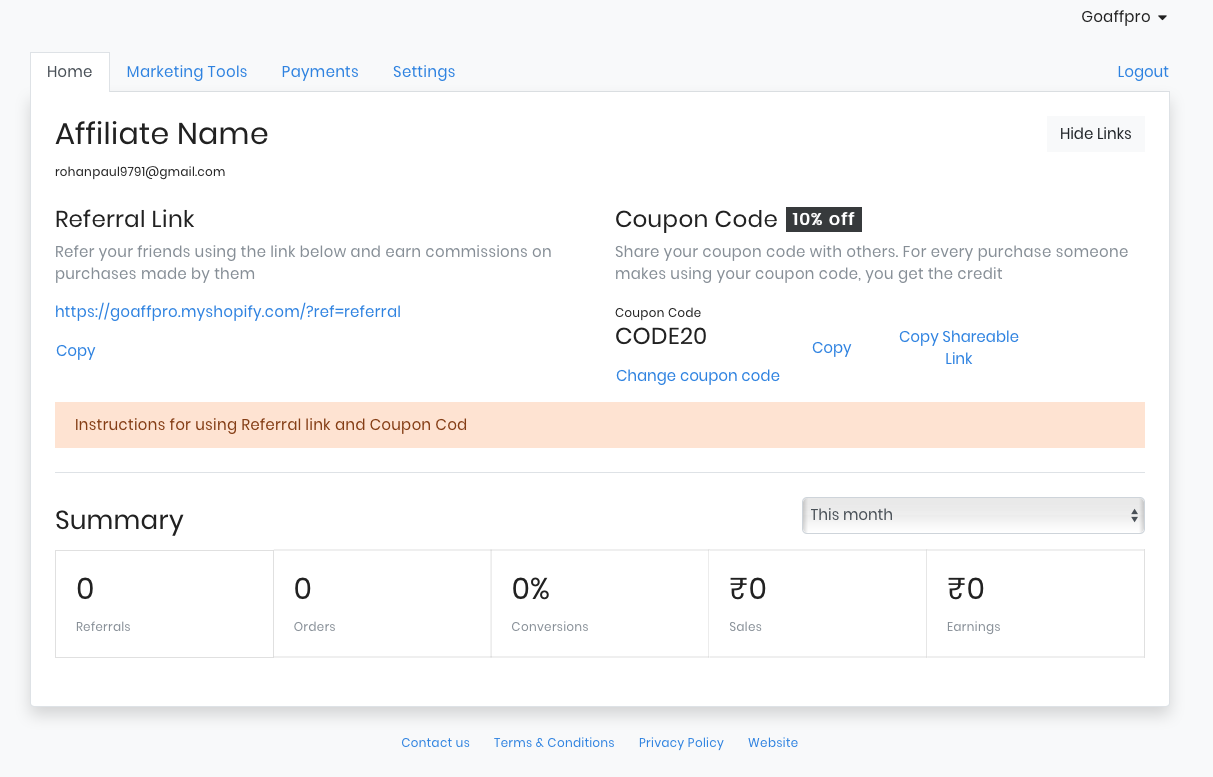 Goaffpro
Home Marketing Tools Payments Settings Logout
Affiliate Name Hide Links
rohanpaul9791@gmail.com
Referral Link
Refer your friends using the link below and earn commissions on
purchases made by them
https://goaffpro.myshopify.com/?ref=referral
Copy
Coupon Code 10% off
Share your coupon code with others. For every purchase someone
makes using your coupon code, you get the credit
Coupon Code
CODE20
Copy
Copy Shareable
Link
Change coupon code
Instructions for using Referral link and Coupon Cod
Summary This month
0 0 0% ₹0 ₹0
Referrals Orders Conversions Sales Earnings
Contact us Terms & Conditions Privacy Policy Website